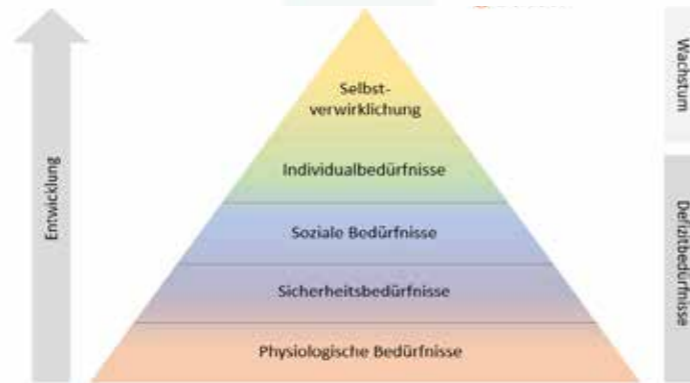 Selbst-
verwirklichung
Individualbedürfnisse
Soziale Bedürfnisse
Sicherheitsbedürfnisse
Physiologische Bedürfnisse
Entwicklung
Wachstum
Defizitbedürfnisse